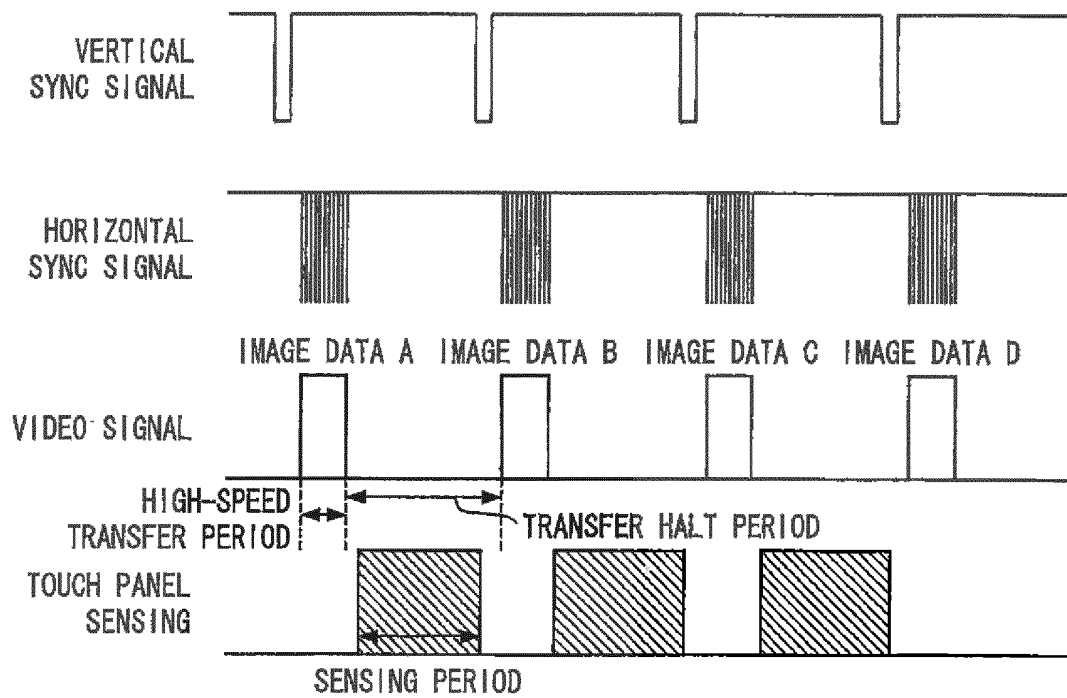 VERTICAL
SYNC SIGNAL
HORIZONTAL
SYNC SIGNAL
IMAGE DATA A IMAGE DATA B IMAGE DATA C IMAGE DATA D
VIDEO SIGNAL
HIGH-SPEED
TRANSFER PERIOD
TRANSFER HALT PERIOD
TOUCH PANEL
SENSING
SENSING PERIOD